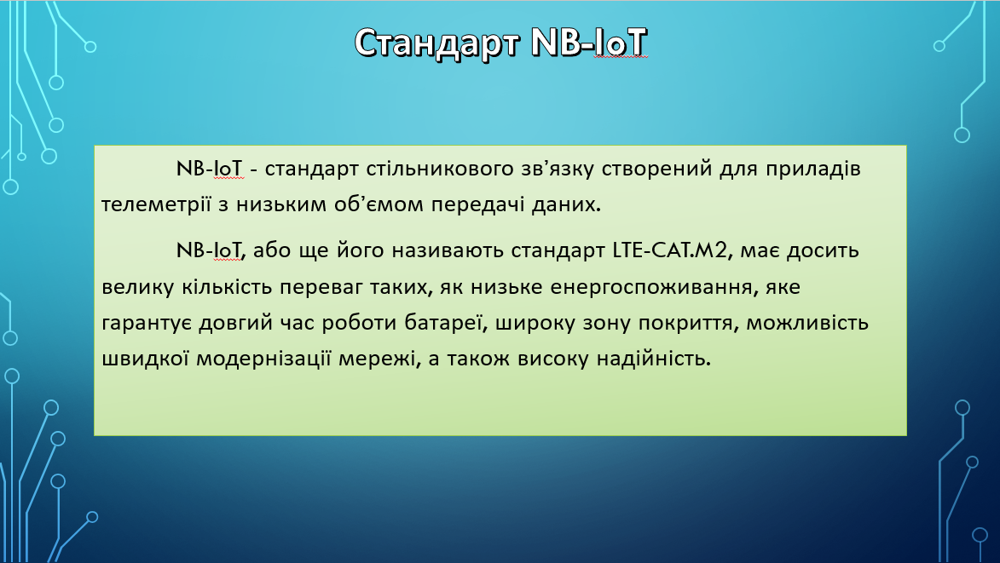 Стандарт NB-IoT
NB-IoT - стандарт стільникового зв’язку створений для приладів
телеметрії з низьким об’ємом передачі даних.
NB-IoT, або ще його називають стандарт LTE-CAT.M2, має досить
велику кількість переваг таких, як низьке енергоспоживання, яке
гарантує довгий час роботи батареї, широку зону покриття, можливість
швидкої модернізації мережі, а також високу надійність.